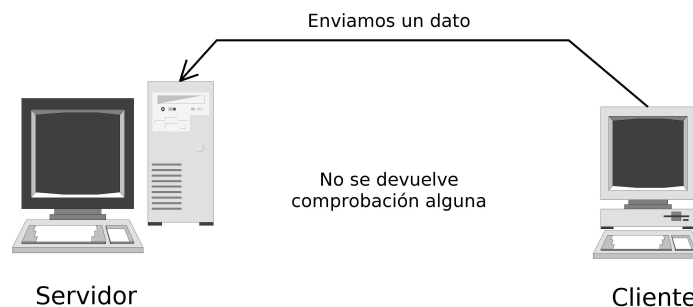 Enviamos un dato
No se devuelve
comprobación alguna
Servidor
Cliente